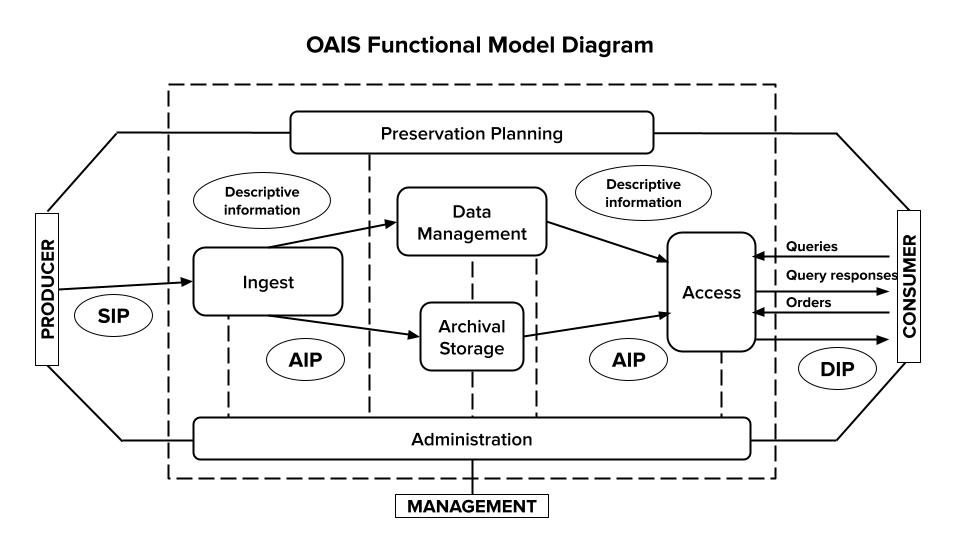 OAIS Functional Model Diagram
Preservation Planning
Descriptive
information
Descriptive
information
Data
Management
Ingest
Access
Queries
Query responses
Orders
PRODUCER
CONSUMER
SIP
Archival
Storage
AIP
AIP
DIP
Administration
MANAGEMENT